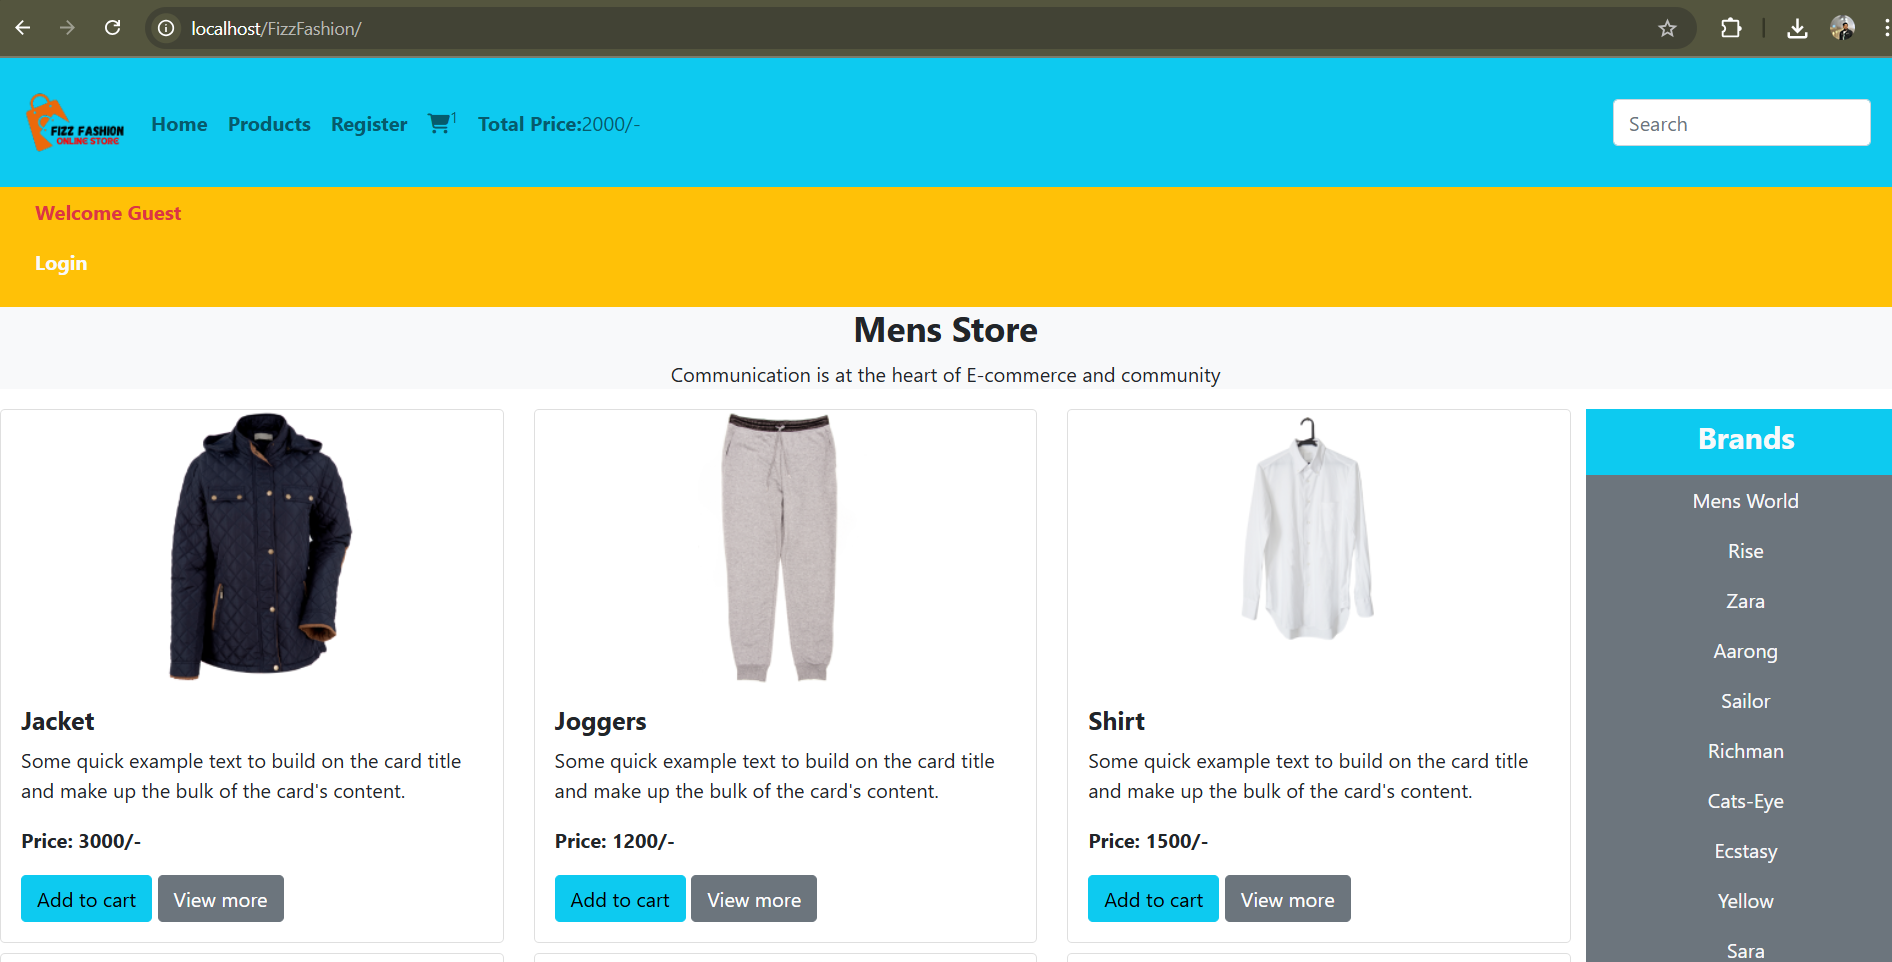 localhost/FizzFashion/
FIZZ FASHION
ONLINE STORE
Home Products Register 1 Total Price:2000/-
Search
Welcome Guest
Login
Mens Store
Communication is at the heart of E-commerce and community
Jacket
Some quick example text to build on the card title
and make up the bulk of the card's content.
Price: 3000/-
Add to cart View more
Joggers
Some quick example text to build on the card title
and make up the bulk of the card's content.
Price: 1200/-
Add to cart View more
Shirt
Some quick example text to build on the card title
and make up the bulk of the card's content.
Price: 1500/-
Add to cart View more
Brands
Mens World
Rise
Zara
Aarong
Sailor
Richman
Cats-Eye
Ecstasy
Yellow
Sara